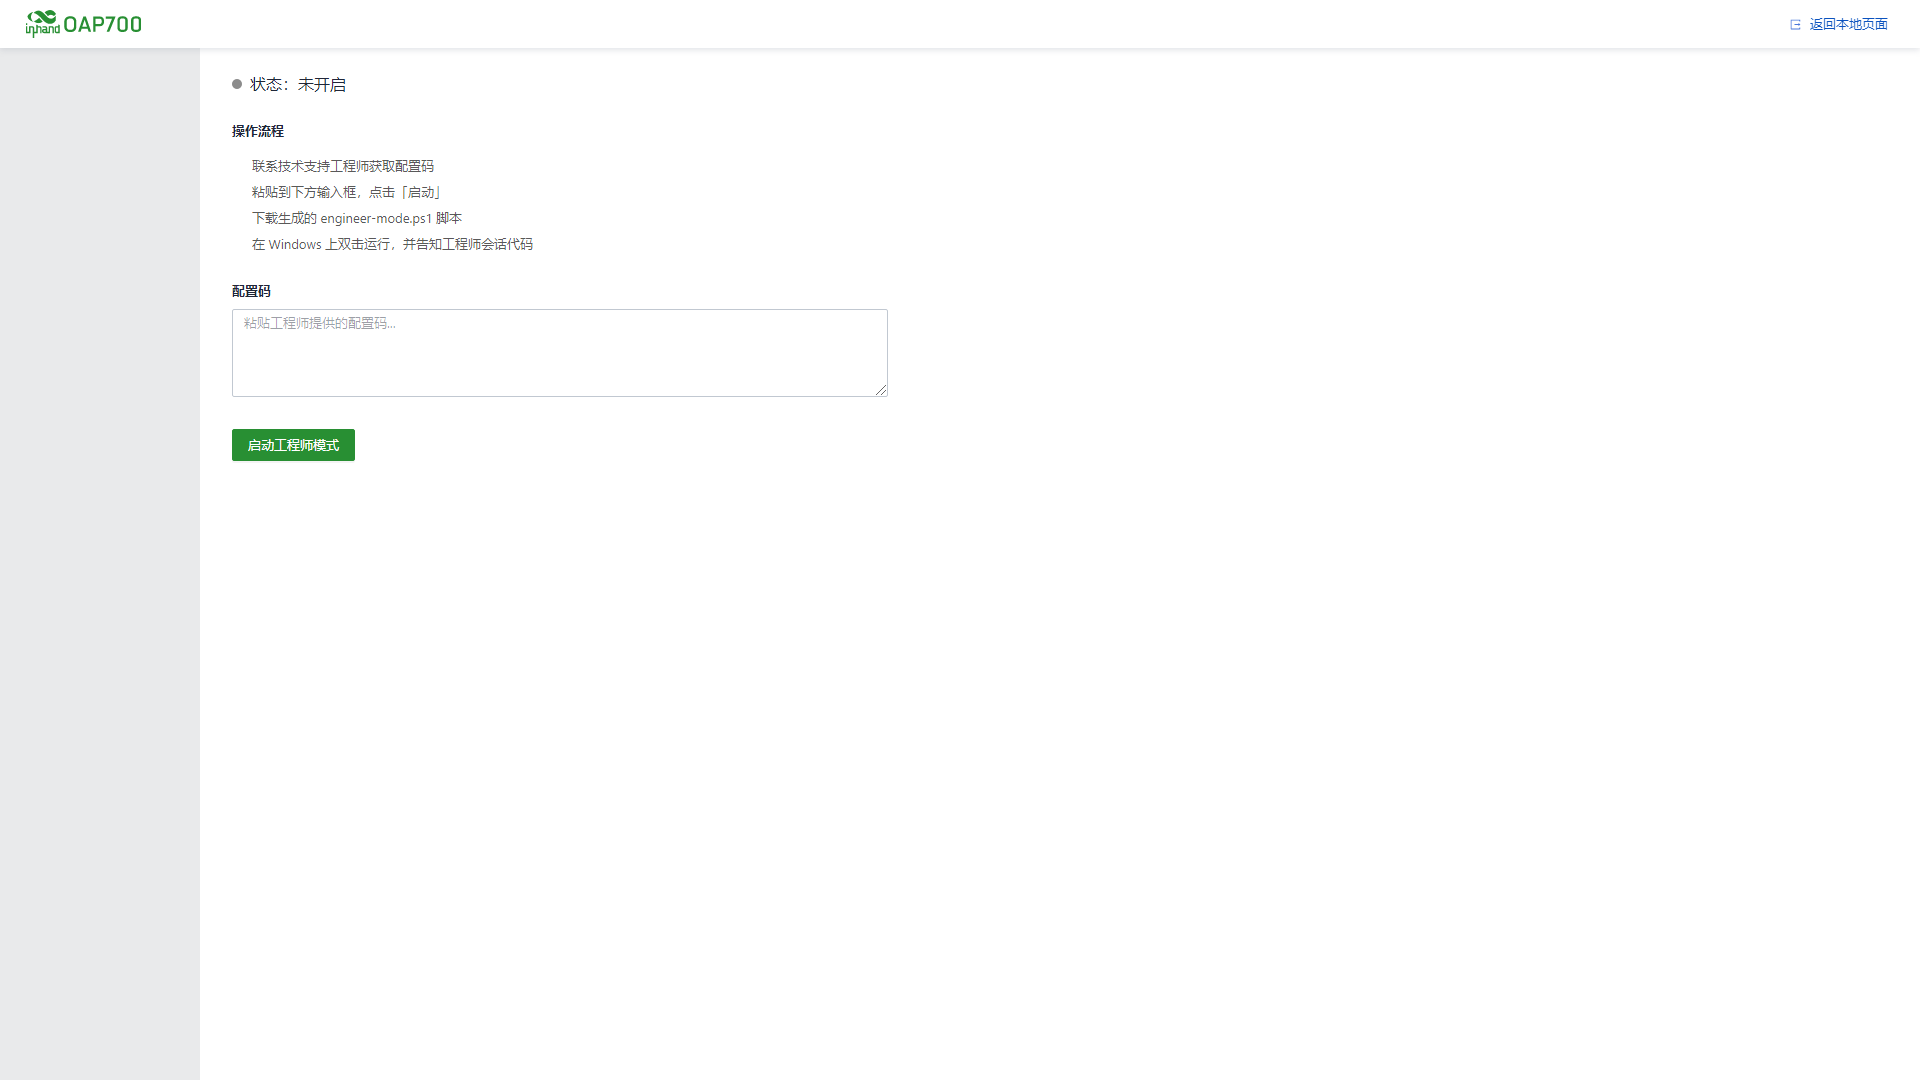 inhand OAP700
返回本地页面
状态：未开启
操作流程
联系技术支持工程师获取配置码
粘贴到下方输入框，点击「启动」
下载生成的 engineer-mode.ps1 脚本
在 Windows 上双击运行，并告知工程师会话代码
配置码
粘贴工程师提供的配置码...
启动工程师模式